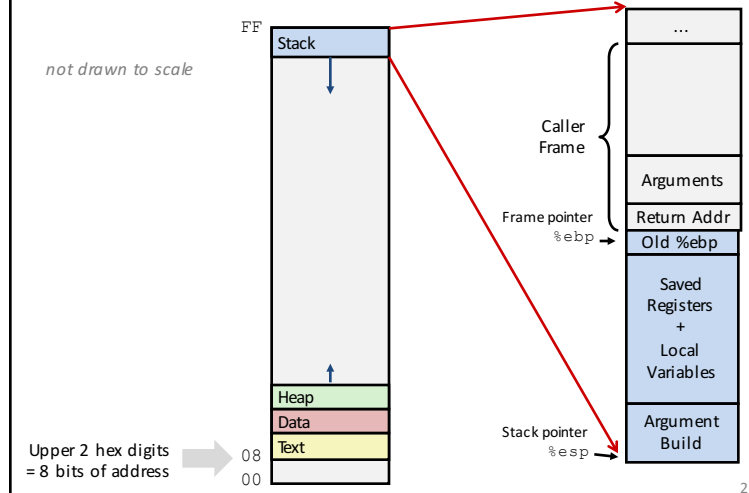 FF
Stack
not drawn to scale
Heap
Data
Text
08
00
Upper 2 hex digits
= 8 bits of address
...
Caller
Frame
Arguments
Return Addr
Frame pointer
%ebp
Old %ebp
Saved
Registers
+
Local
Variables
Argument
Build
Stack pointer
%esp
2